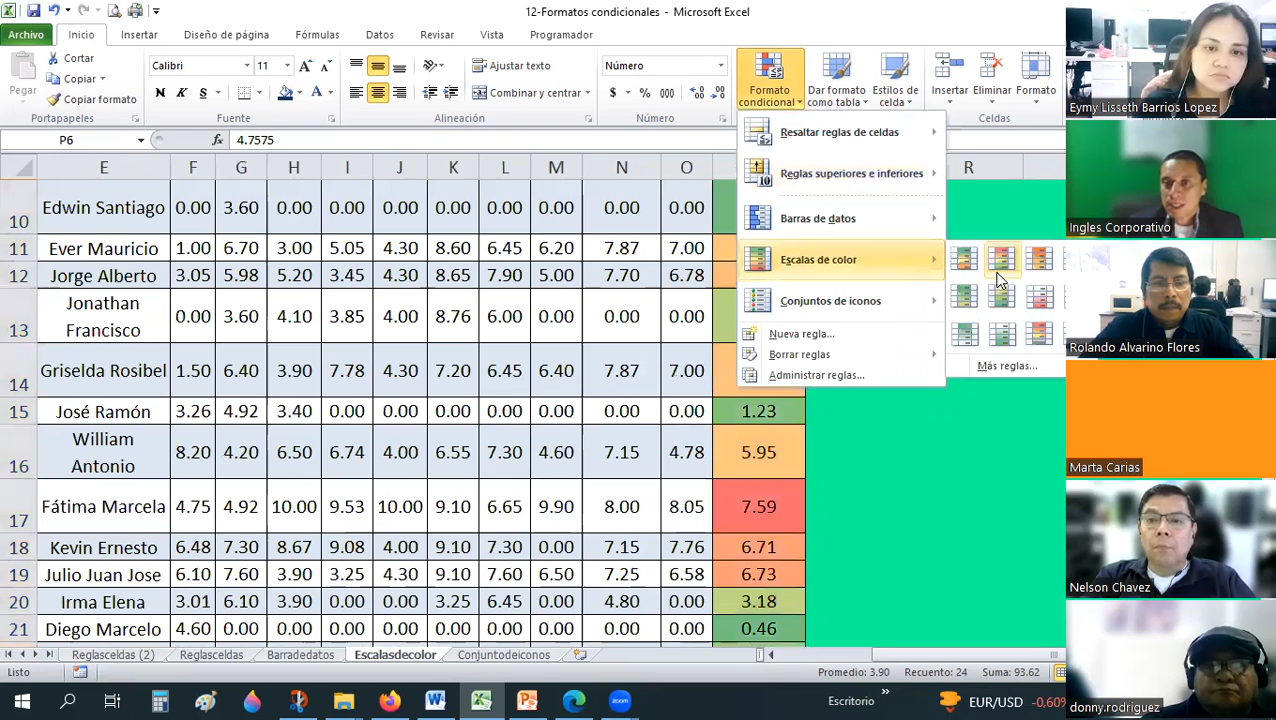 12-Formatos condicionales - Microsoft Excel
Archivo Inicio Insertar Diseño de página Fórmulas Datos Revisar Vista Programador
Pegar
Cortar
Copiar
Copiar formato
Portapapeles
Calibri 11
N K S
Fuente
Ajustar texto
Combinar y centrar
Alineación
Número
$ % 000
Número
Formato condicional
Dar formato como tabla
Estilos de celda
Insertar Eliminar Formato
Celdas
P6 4.7575
E F G H I J K L M N O R
10 Edwin Santiago 0.00 3.60 0.00 0.00 0.00 0.00 0.00 0.00 0.00 0.00
11 Ever Mauricio 1.00 6.70 3.00 5.05 4.30 8.60 6.45 6.20 7.87 7.00
12 Jorge Alberto 3.05 5.98 5.20 3.35 4.30 8.65 7.90 5.00 7.70 6.78
13 Jonathan Francisco 0.00 3.60 4.10 3.35 4.00 8.76 6.00 0.00 0.00 0.00
14 Griselda Rosibel 1.50 6.40 3.90 7.78 4.30 7.20 6.45 6.40 7.87 7.00
15 José Ramón 3.26 4.92 3.40 0.00 0.00 0.00 0.00 0.00 0.00 0.00 1.23
16 William Antonio 8.20 4.20 6.50 6.74 4.00 6.55 7.30 4.60 7.15 4.78 5.95
17 Fátima Marcela 4.75 4.92 10.00 9.53 10.00 9.10 6.65 9.90 8.00 8.05 7.59
18 Kevin Ernesto 6.48 7.30 8.67 9.08 4.00 9.10 7.30 0.00 7.15 7.76 6.71
19 Julio Juan Jose 6.10 7.60 3.90 3.25 4.30 9.10 7.60 6.50 7.25 6.58 6.73
20 Irma Elena 3.01 6.10 3.90 0.00 0.00 3.25 6.45 0.00 4.80 0.00 3.18
21 Diego Marcelo 4.60 0.00 0.00 0.00 0.00 0.00 0.00 0.00 0.00 0.00 0.46
Resaltar reglas de celdas
Reglas superiores e inferiores
Barras de datos
Escalas de color
Conjuntos de iconos
Nueva regla...
Borrar reglas
Administrar reglas...
Más reglas...
Reglasceldas (2) Reglasceldas Barradedatos Escalasdecolor Conjuntodeiconos
Listo Promedio: 3.90 Recuento: 24 Suma: 93.62
zoom
Escritorio » EUR/USD -0,60%
Eymy Lisseth Barrios Lopez
Ingles Corporativo
Rolando Alvarino Flores
Marta Carias
Nelson Chavez
donny.rodriguez